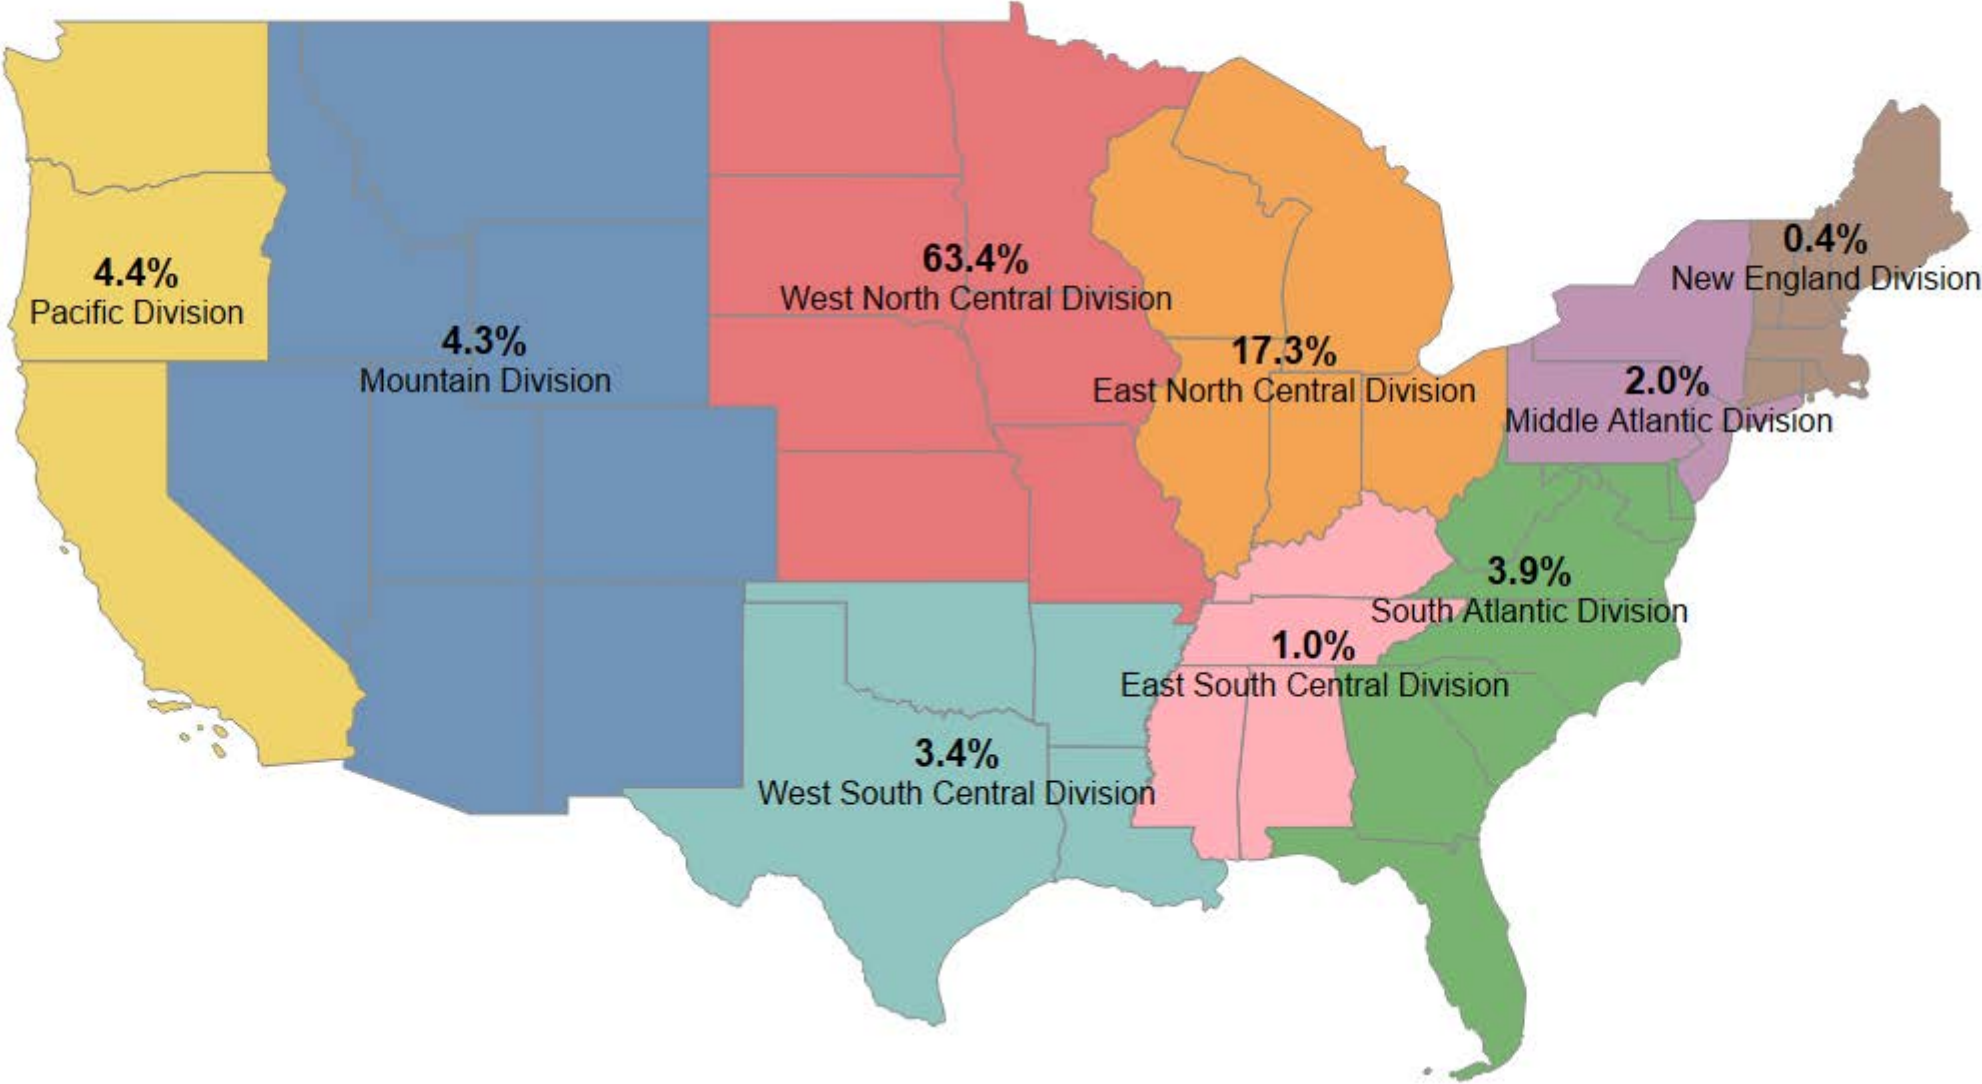 0.4%
New England Division
63.4%
West North Central Division
4.4%
Pacific Division
4.3%
Mountain Division
17.3%
East North Central Division
2.0%
Middle Atlantic Division
3.9%
South Atlantic Division
1.0%
East South Central Division
3.4%
West South Central Division